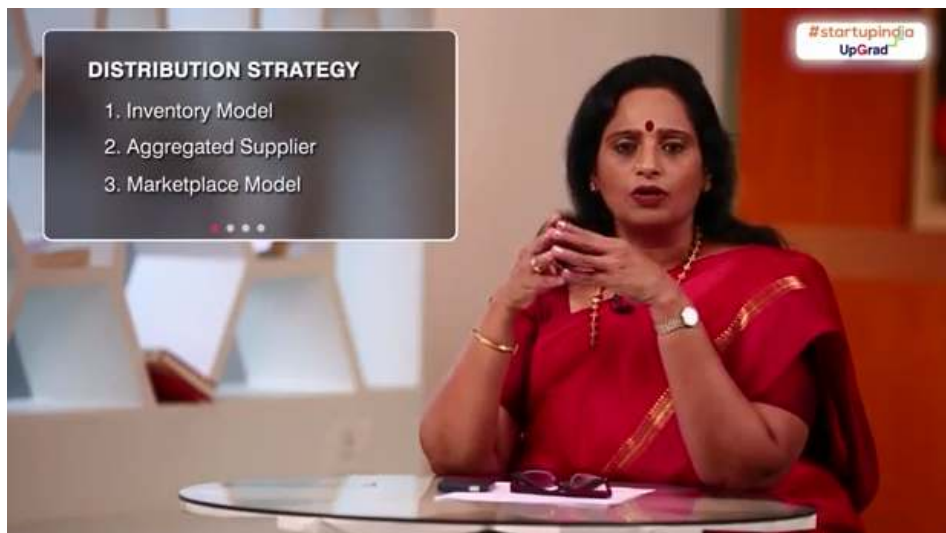 DISTRIBUTION STRATEGY
1. Inventory Model
2. Aggregated Supplier
3. Marketplace Model
#startupindia
UpGrad